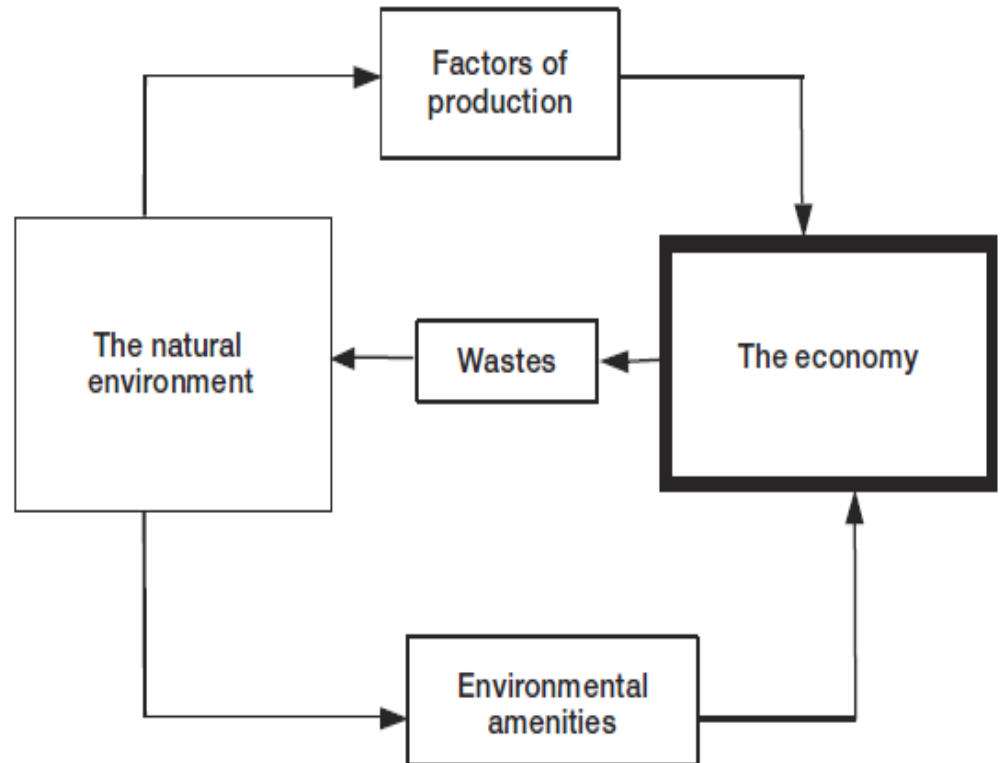 Factors of
production
The natural
environment
Wastes
The economy
Environmental
amenities